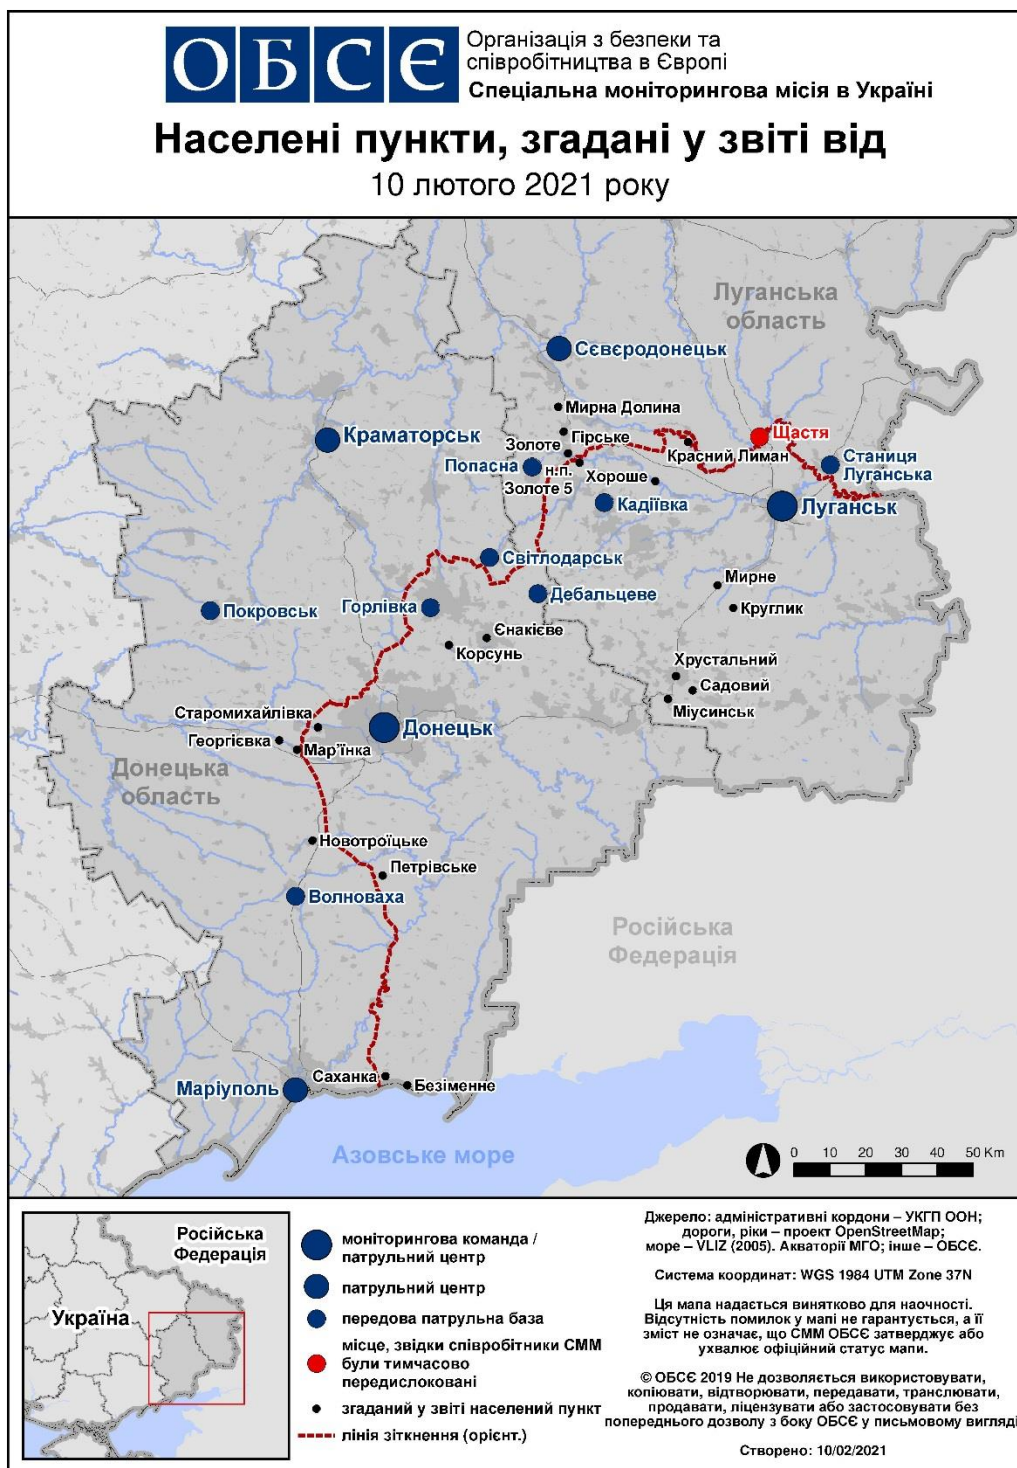 ОБСЄ
Організація з безпеки та
співробітництва в Європі
Спеціальна моніторингова місія в Україні
Населені пункти, згадані у звіті від
10 лютого 2021 року
Луганська
область
Сєвєродонецьк
Мирна Долина
Щастя
Краматорськ
Гірське
Золоте
Красний Лиман
Станиця
Луганська
Попасна
н.п.
Золоте 5
Хороше
Кадіївка
Луганськ
Світлодарськ
Мирне
Дебальцеве
Покровськ
Горлівка
Круглик
Єнакієве
Корсунь
Хрустальний
Садовий
Міусинськ
Старомихайлівка
Донецьк
Георгієвка
Мар'їнка
Донецька
область
Новотроїцьке
Петрівське
Волноваха
Російська
Федерація
Саханка
Безіменне
Маріуполь
Азовське море
0 10 20 30 40 50 Km
Російська
Федерація
Україна
моніторингова команда /
патрульний центр
патрульний центр
передова патрульна база
місце, звідки співробітники СММ
були тимчасово
передислоковані
згаданий у звіті населений пункт
лінія зіткнення (орієнт.)
Джерело: адміністративні кордони – УКГП ООН;
дороги, ріки – проект OpenStreetMap;
море – VLIZ (2005). Акваторії МГО; інше – ОБСЄ.
Система координат: WGS 1984 UTM Zone 37N
Ця мапа надається винятково для наочності.
Відсутність помилок у мапі не гарантується, а її
зміст не означає, що СММ ОБСЄ затверджує або
ухвалює офіційний статус мапи.
© ОБСЄ 2019 Не дозволяється використовувати,
копіювати, відтворювати, передавати, транслювати,
продавати, ліцензувати або застосовувати без
попереднього дозволу з боку ОБСЄ у письмовому вигляді
Створено: 10/02/2021